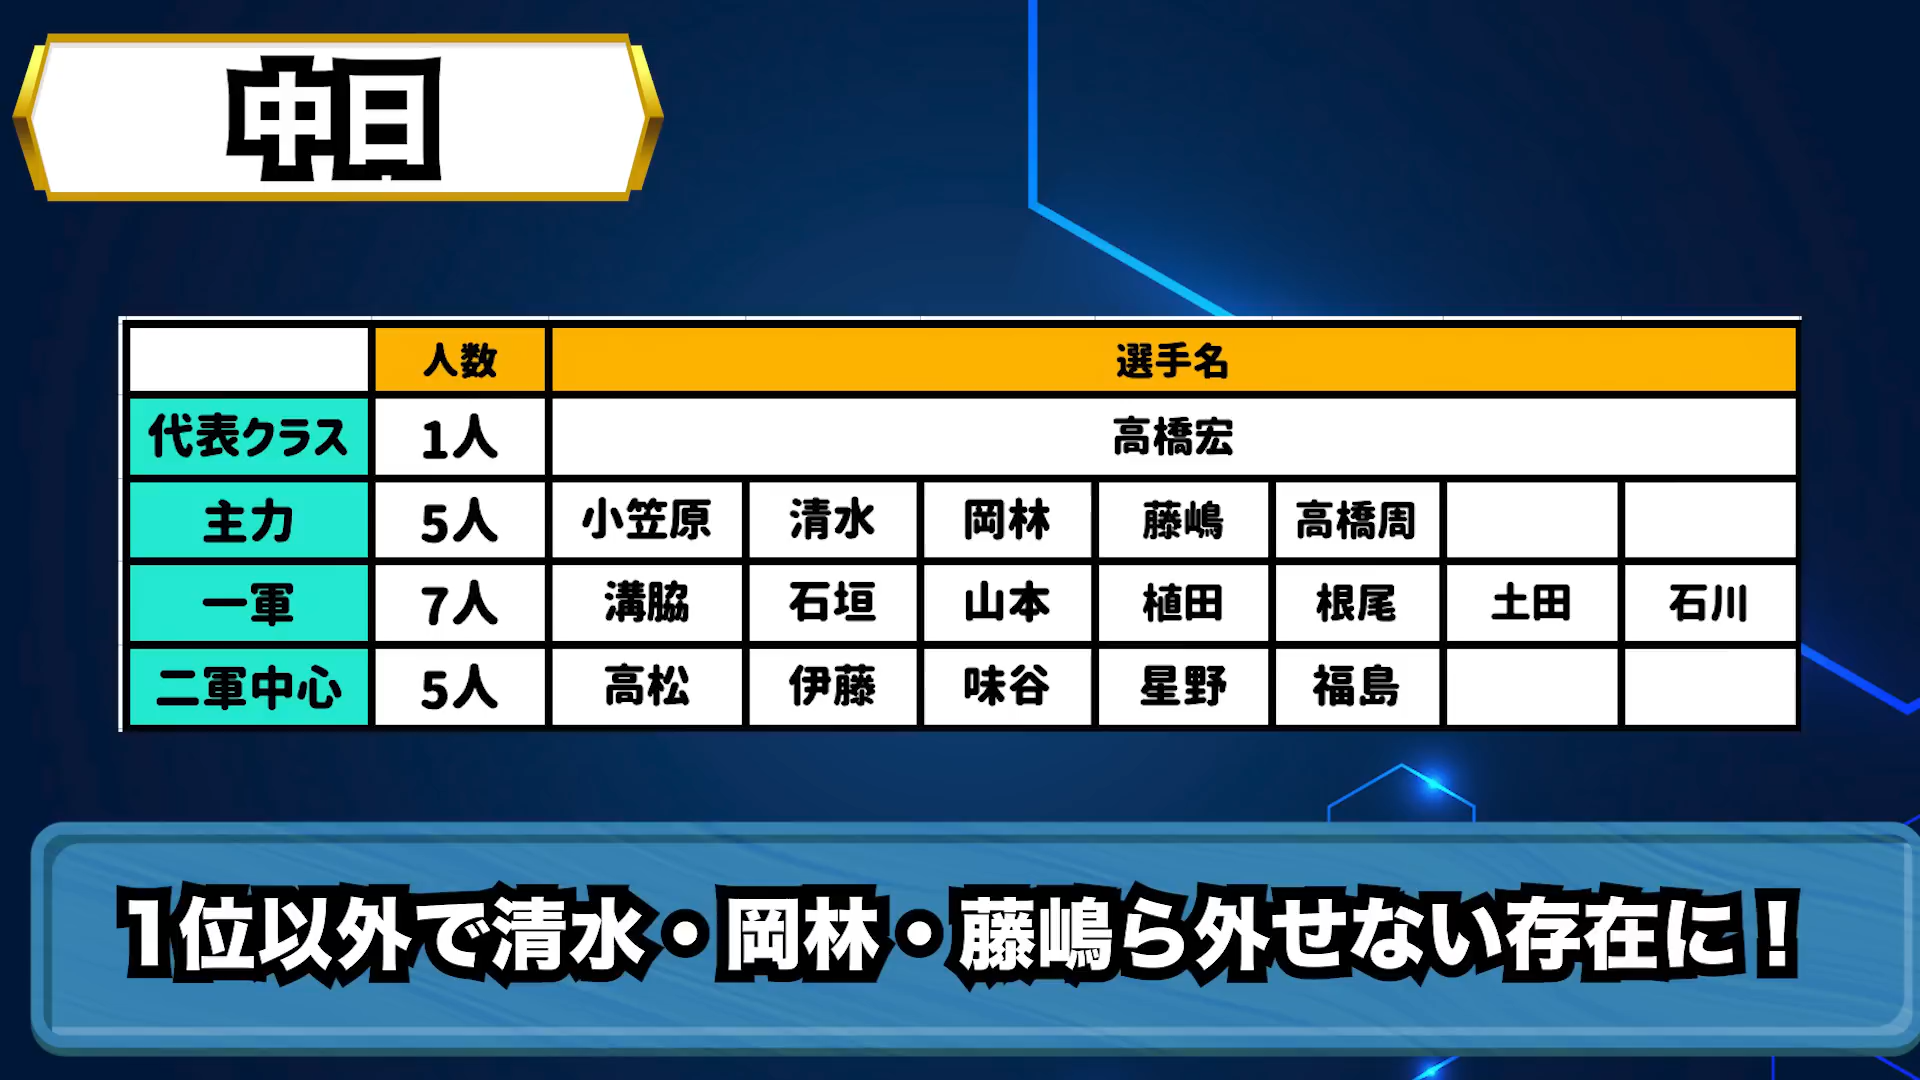 中日
人数 選手名
代表クラス 1人 高橋宏
主力 5人 小笠原 清水 岡林 藤嶋 高橋周
一軍 7人 溝脇 石垣 山本 植田 根尾 土田 石川
二軍中心 5人 高松 伊藤 味谷 星野 福島
1位以外で清水・岡林・藤嶋ら外せない存在に！